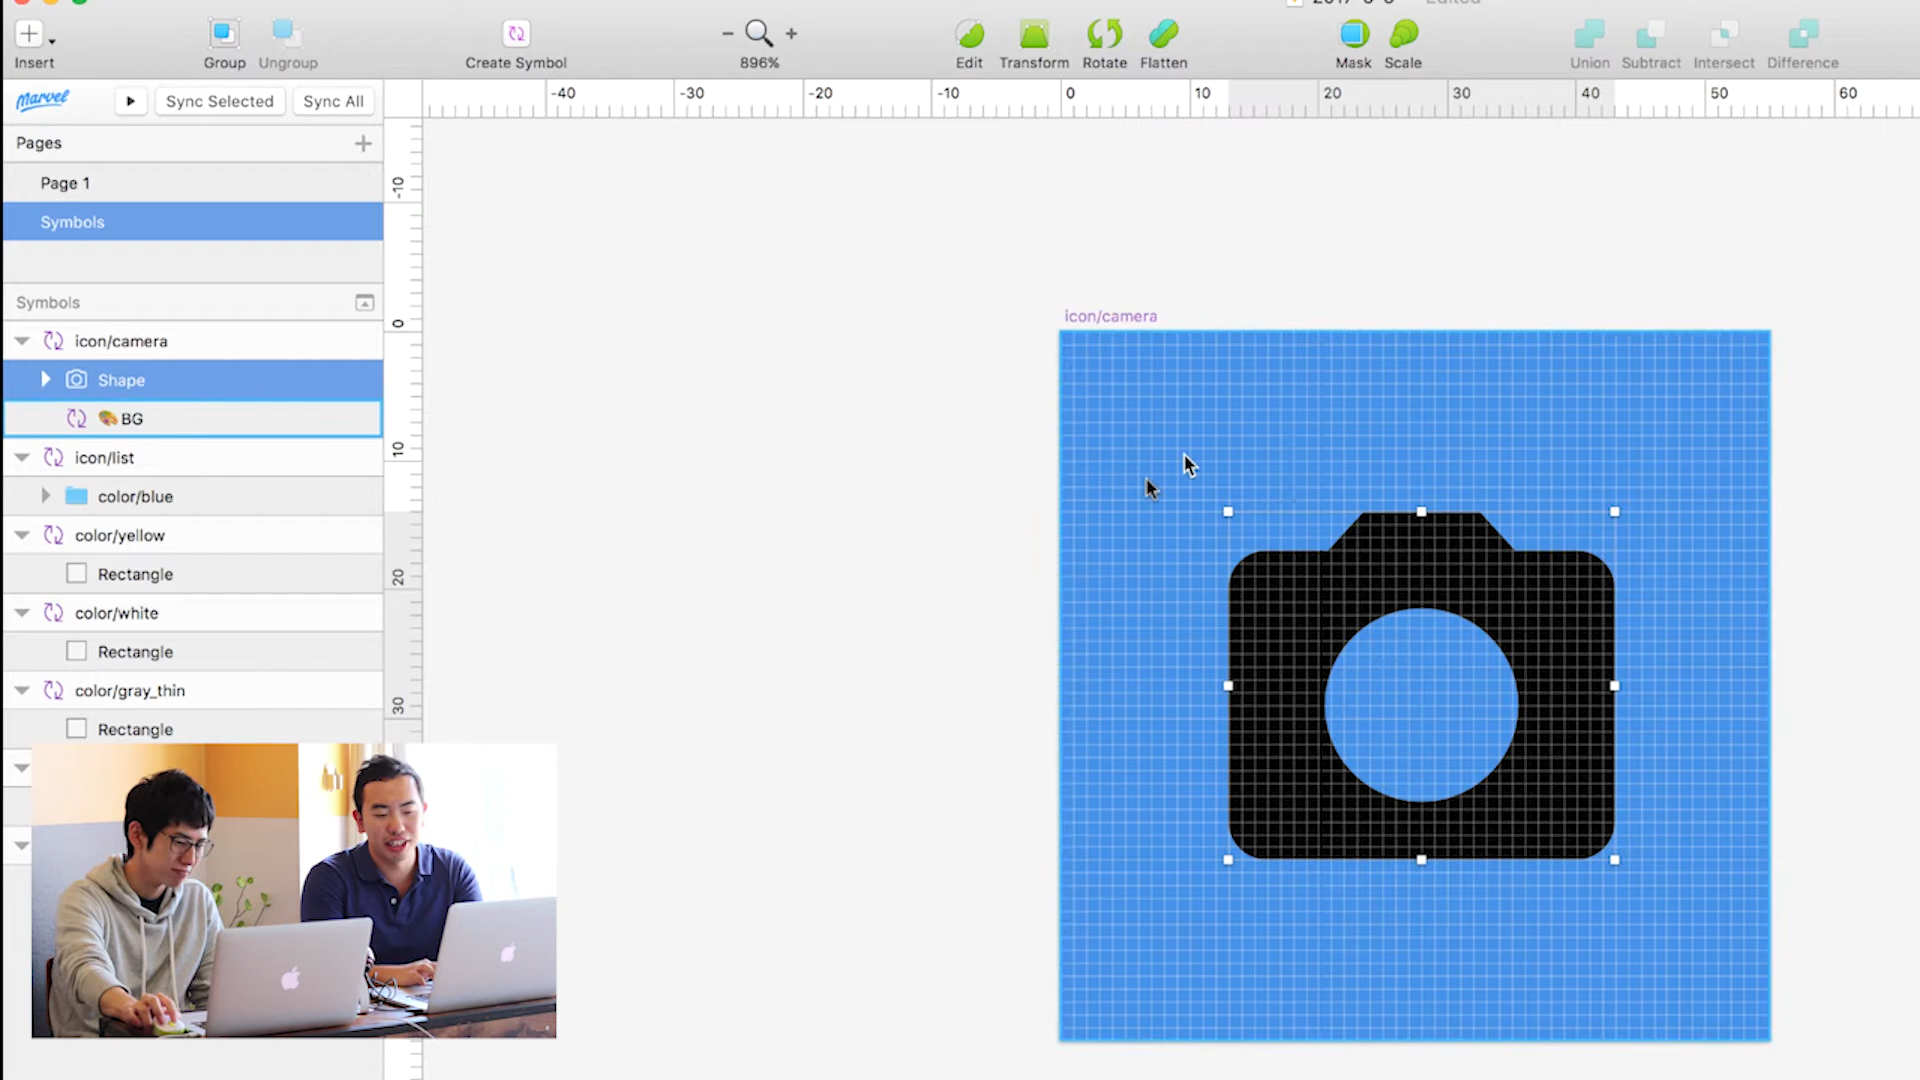 Edited
Insert
Group
Ungroup
Create Symbol
896%
Edit
Transform
Rotate
Flatten
Mask
Scale
Union
Subtract
Intersect
Difference
Marvel
Sync Selected
Sync All
-40
-30
-20
-10
0
10
20
30
40
50
60
Pages
Page 1
Symbols
Symbols
icon/camera
Shape
BG
icon/list
color/blue
color/yellow
Rectangle
color/white
Rectangle
color/gray_thin
Rectangle
-10
0
10
20
30
icon/camera